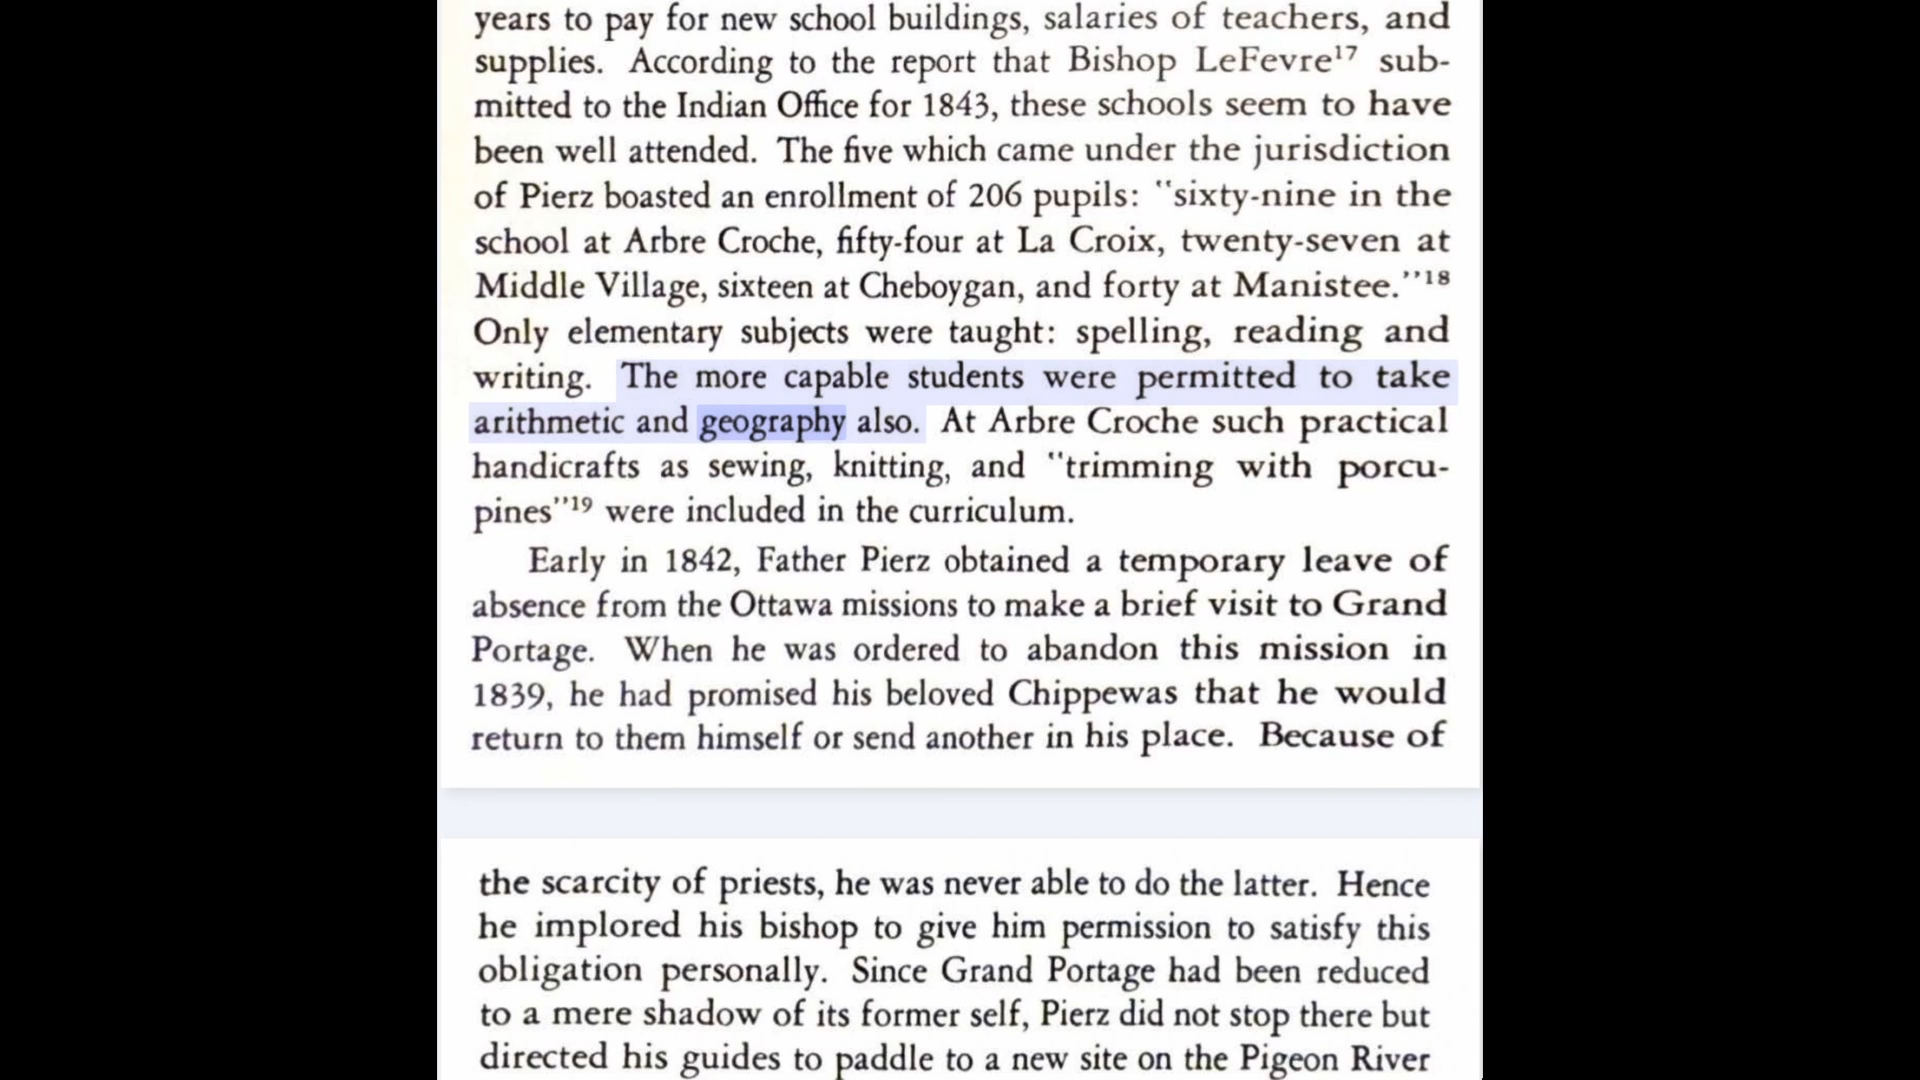 years to pay for new school buildings, salaries of teachers, and
supplies. According to the report that Bishop LeFevre¹⁷ sub-
mitted to the Indian Office for 1843, these schools seem to have
been well attended. The five which came under the jurisdiction
of Pierz boasted an enrollment of 206 pupils: "sixty-nine in the
school at Arbre Croche, fifty-four at La Croix, twenty-seven at
Middle Village, sixteen at Cheboygan, and forty at Manistee."¹⁸
Only elementary subjects were taught: spelling, reading and
writing. The more capable students were permitted to take
arithmetic and geography also. At Arbre Croche such practical
handicrafts as sewing, knitting, and "trimming with porcu-
pines"¹⁹ were included in the curriculum.
Early in 1842, Father Pierz obtained a temporary leave of
absence from the Ottawa missions to make a brief visit to Grand
Portage. When he was ordered to abandon this mission in
1839, he had promised his beloved Chippewas that he would
return to them himself or send another in his place. Because of
the scarcity of priests, he was never able to do the latter. Hence
he implored his bishop to give him permission to satisfy this
obligation personally. Since Grand Portage had been reduced
to a mere shadow of its former self, Pierz did not stop there but
directed his guides to paddle to a new site on the Pigeon River